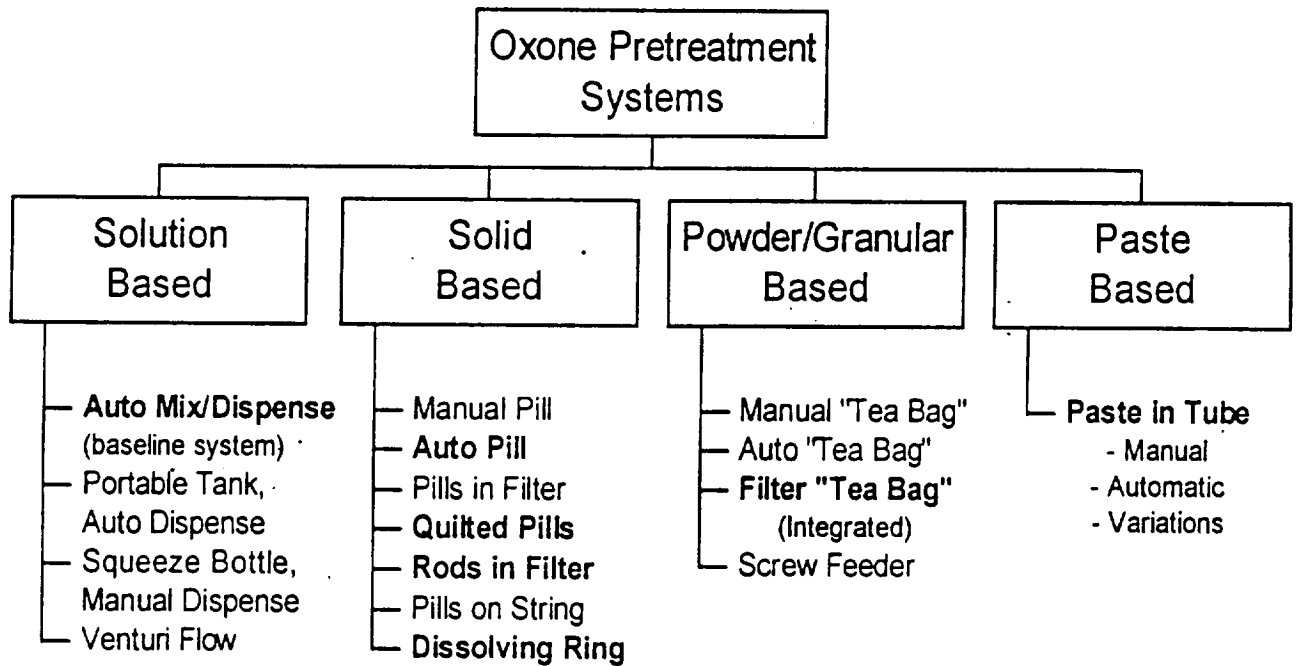 Oxone Pretreatment
Systems
Solution
Based
Auto Mix/Dispense
(baseline system)
Portable Tank,
Auto Dispense
Squeeze Bottle,
Manual Dispense
Venturi Flow
Solid
Based
Manual Pill
Auto Pill
Pills in Filter
Quilted Pills
Rods in Filter
Pills on String
Dissolving Ring
Powder/Granular
Based
Manual "Tea Bag"
Auto "Tea Bag"
Filter "Tea Bag"
(Integrated)
Screw Feeder
Paste
Based
Paste in Tube
- Manual
- Automatic
- Variations